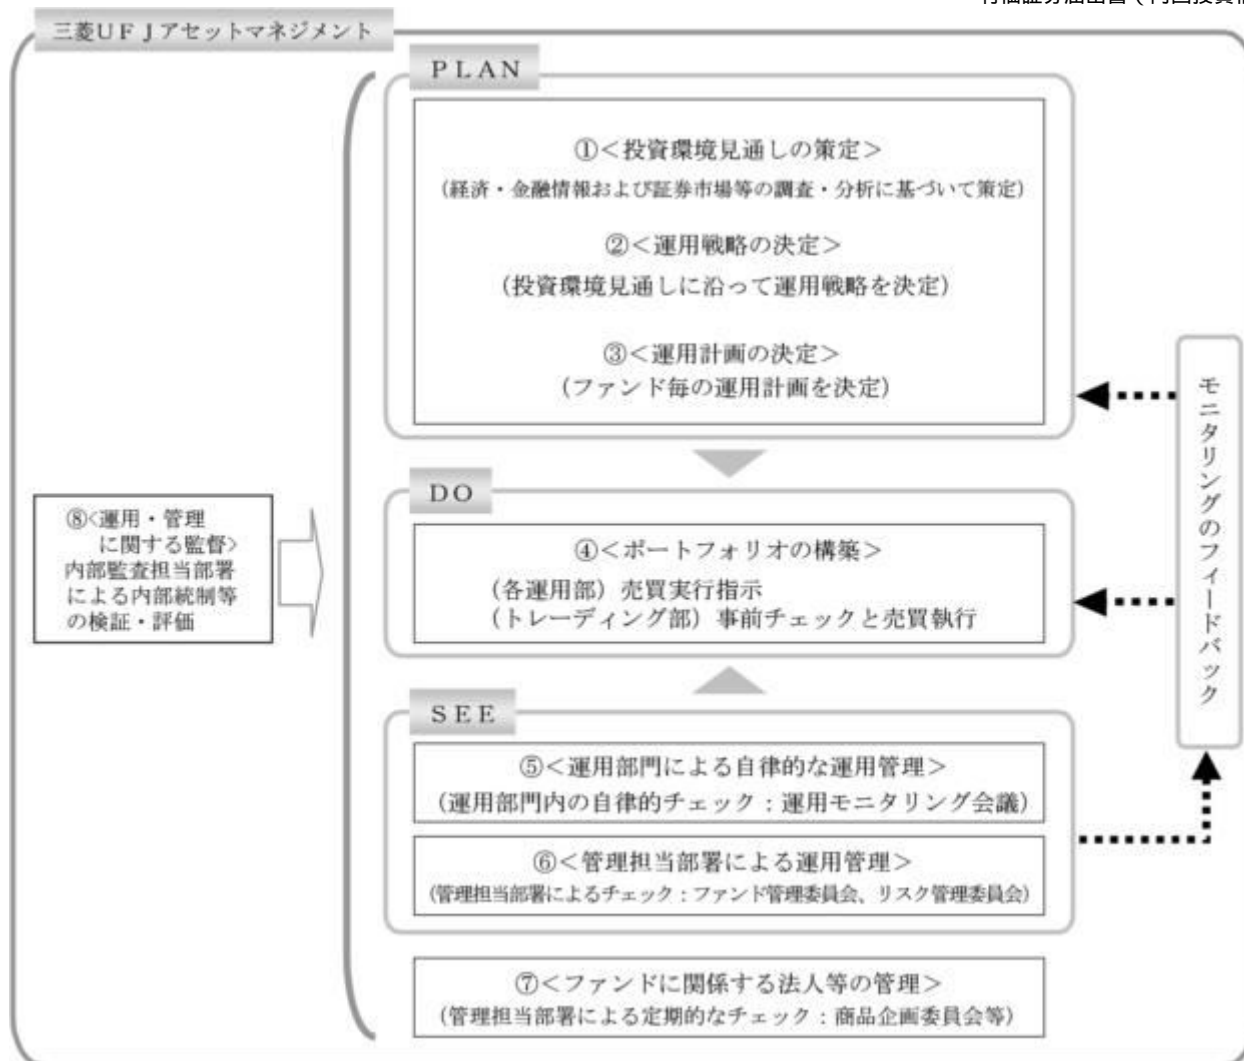 有価証券届出書（内国投資信
三菱ＵＦＪアセットマネジメント
ＰＬＡＮ
①＜投資環境見通しの策定＞
（経済・金融情報および証券市場等の調査・分析に基づいて策定）
②＜運用戦略の決定＞
（投資環境見通しに沿って運用戦略を決定）
③＜運用計画の決定＞
（ファンド毎の運用計画を決定）
ＤＯ
④＜ポートフォリオの構築＞
（各運用部）売買実行指示
（トレーディング部）事前チェックと売買執行
ＳＥＥ
⑤＜運用部門による自律的な運用管理＞
（運用部門内の自律的チェック：運用モニタリング会議）
⑥＜管理担当部署による運用管理＞
（管理担当部署によるチェック：ファンド管理委員会、リスク管理委員会）
⑦＜ファンドに関係する法人等の管理＞
（管理担当部署による定期的なチェック：商品企画委員会等）
⑧＜運用・管理
に関する監督＞
内部監査担当部署
による内部統制等
の検証・評価
モニタリングのフィードバック